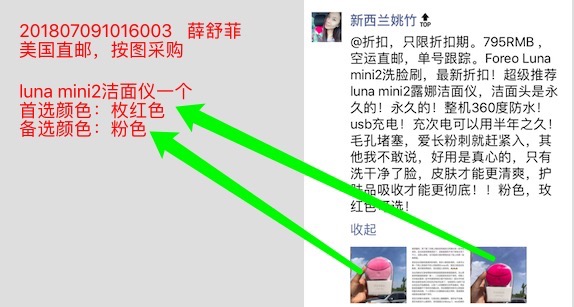 201807091016003 薛舒菲
美国直邮，按图采购
luna mini2洁面仪一个
首选颜色：枚红色
备选颜色：粉色
新西兰姚竹 TOP
@折扣，只限折扣期。795RMB，
空运直邮，单号跟踪。Foreo Luna
mini2洗脸刷，最新折扣！超级推荐
luna mini2露娜洁面仪，洁面头是永
久的！永久的！整机360度防水！
usb充电！充次电可以用半年之久！
毛孔堵塞，爱长粉刺就赶紧入，其
他我不敢说，好用是真心的，只有
洗干净了脸，皮肤才能更清爽，护
肤品吸收才能更彻底！！粉色，玫
红色可选！
收起